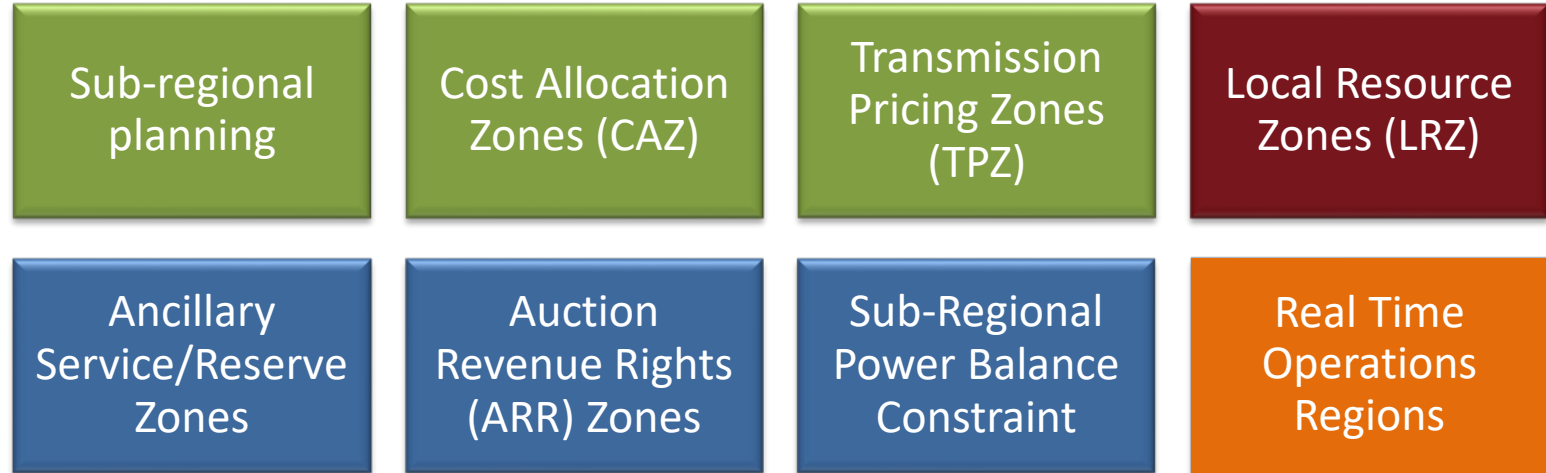 Sub-regional
planning
Cost Allocation
Zones (CAZ)
Transmission
Pricing Zones
(TPZ)
Local Resource
Zones (LRZ)
Ancillary
Service/Reserve
Zones
Auction
Revenue Rights
(ARR) Zones
Sub-Regional
Power Balance
Constraint
Real Time
Operations
Regions